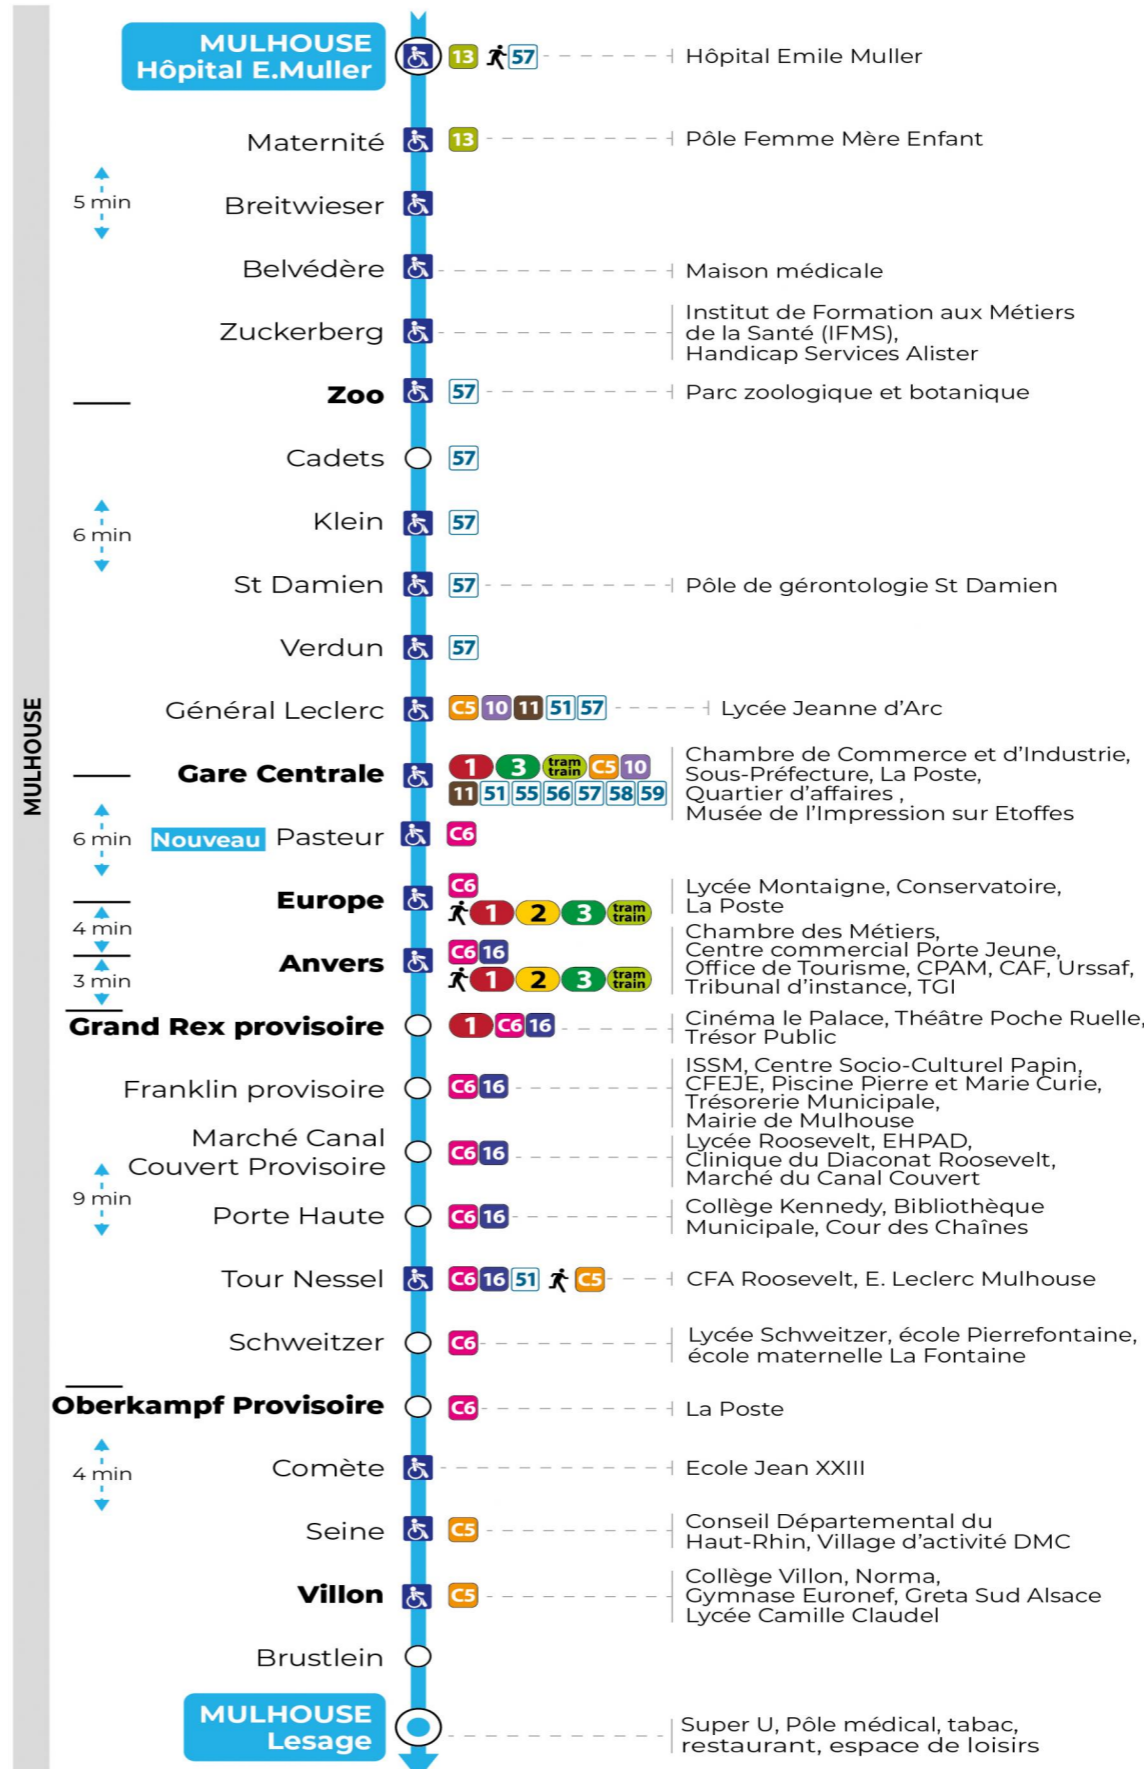 MULHOUSE
MULHOUSE
Hôpital E.Muller
13 57
Hôpital Emile Muller
Maternité
13
Pôle Femme Mère Enfant
5 min
Breitwieser
Belvédère
Maison médicale
Zuckerberg
Institut de Formation aux Métiers
de la Santé (IFMS),
Handicap Services Alister
Zoo
57
Parc zoologique et botanique
Cadets
57
6 min
Klein
57
St Damien
57
Pôle de gérontologie St Damien
Verdun
57
Général Leclerc
C5 10 11 51 57
Lycée Jeanne d’Arc
Gare Centrale
1 3 tram train C5 10
11 51 55 56 57 58 59
Chambre de Commerce et d’Industrie,
Sous-Préfecture, La Poste,
Quartier d’affaires ,
Musée de l’Impression sur Etoffes
6 min
Nouveau Pasteur
C6
Europe
C6
1 2 3 tram train
Lycée Montaigne, Conservatoire,
La Poste
4 min
Anvers
C6 16
1 2 3 tram train
Chambre des Métiers,
Centre commercial Porte Jeune,
Office de Tourisme, CPAM, CAF, Urssaf,
Tribunal d’instance, TGI
3 min
Grand Rex provisoire
1 C6 16
Cinéma le Palace, Théâtre Poche Ruelle,
Trésor Public
Franklin provisoire
C6 16
ISSM, Centre Socio-Culturel Papin,
CFEJE, Piscine Pierre et Marie Curie,
Trésorerie Municipale,
Mairie de Mulhouse
Marché Canal
Couvert Provisoire
C6 16
Lycée Roosevelt, EHPAD,
Clinique du Diaconat Roosevelt,
Marché du Canal Couvert
9 min
Porte Haute
C6 16
Collège Kennedy, Bibliothèque
Municipale, Cour des Chaînes
Tour Nessel
C6 16 51 C5
CFA Roosevelt, E. Leclerc Mulhouse
Schweitzer
C6
Lycée Schweitzer, école Pierrefontaine,
école maternelle La Fontaine
Oberkampf Provisoire
C6
La Poste
4 min
Comète
Ecole Jean XXIII
Seine
C5
Conseil Départemental du
Haut-Rhin, Village d’activité DMC
Villon
C5
Collège Villon, Norma,
Gymnase Euronef, Greta Sud Alsace
Lycée Camille Claudel
Brustlein
MULHOUSE
Lesage
Super U, Pôle médical, tabac,
restaurant, espace de loisirs